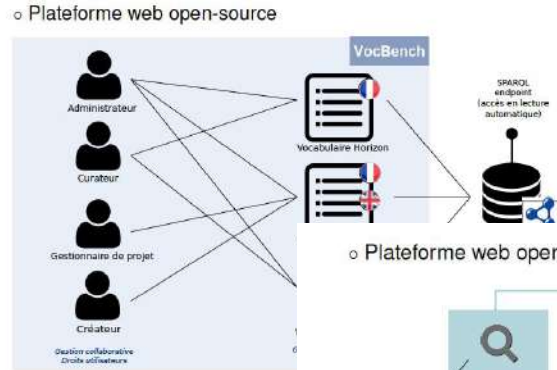 Plateforme web open-source
VocBench
Administrateur
SPARQL
endpoint
(accès en lecture
automatique)
Vocabulaire Horizon
Curateur
Gestionnaire de projet
Plateforme web oper
Créateur
Gestion collaborative
Droits utilisateurs